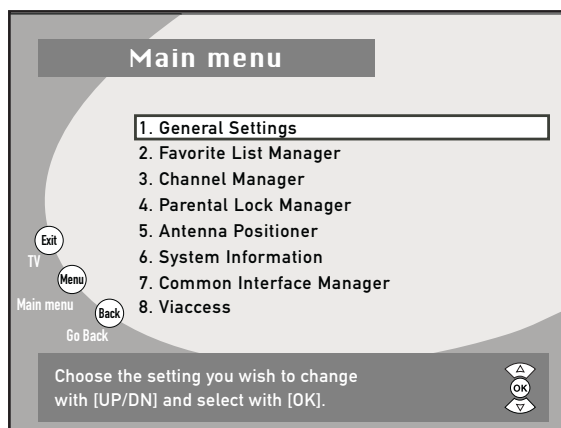 Main menu
1. General Settings
2. Favorite List Manager
3. Channel Manager
4. Parental Lock Manager
5. Antenna Positioner
6. System Information
7. Common Interface Manager
8. Viaccess
Exit
TV
Menu
Main menu
Back
Go Back
Choose the setting you wish to change
with [UP/DN] and select with [OK].
OK